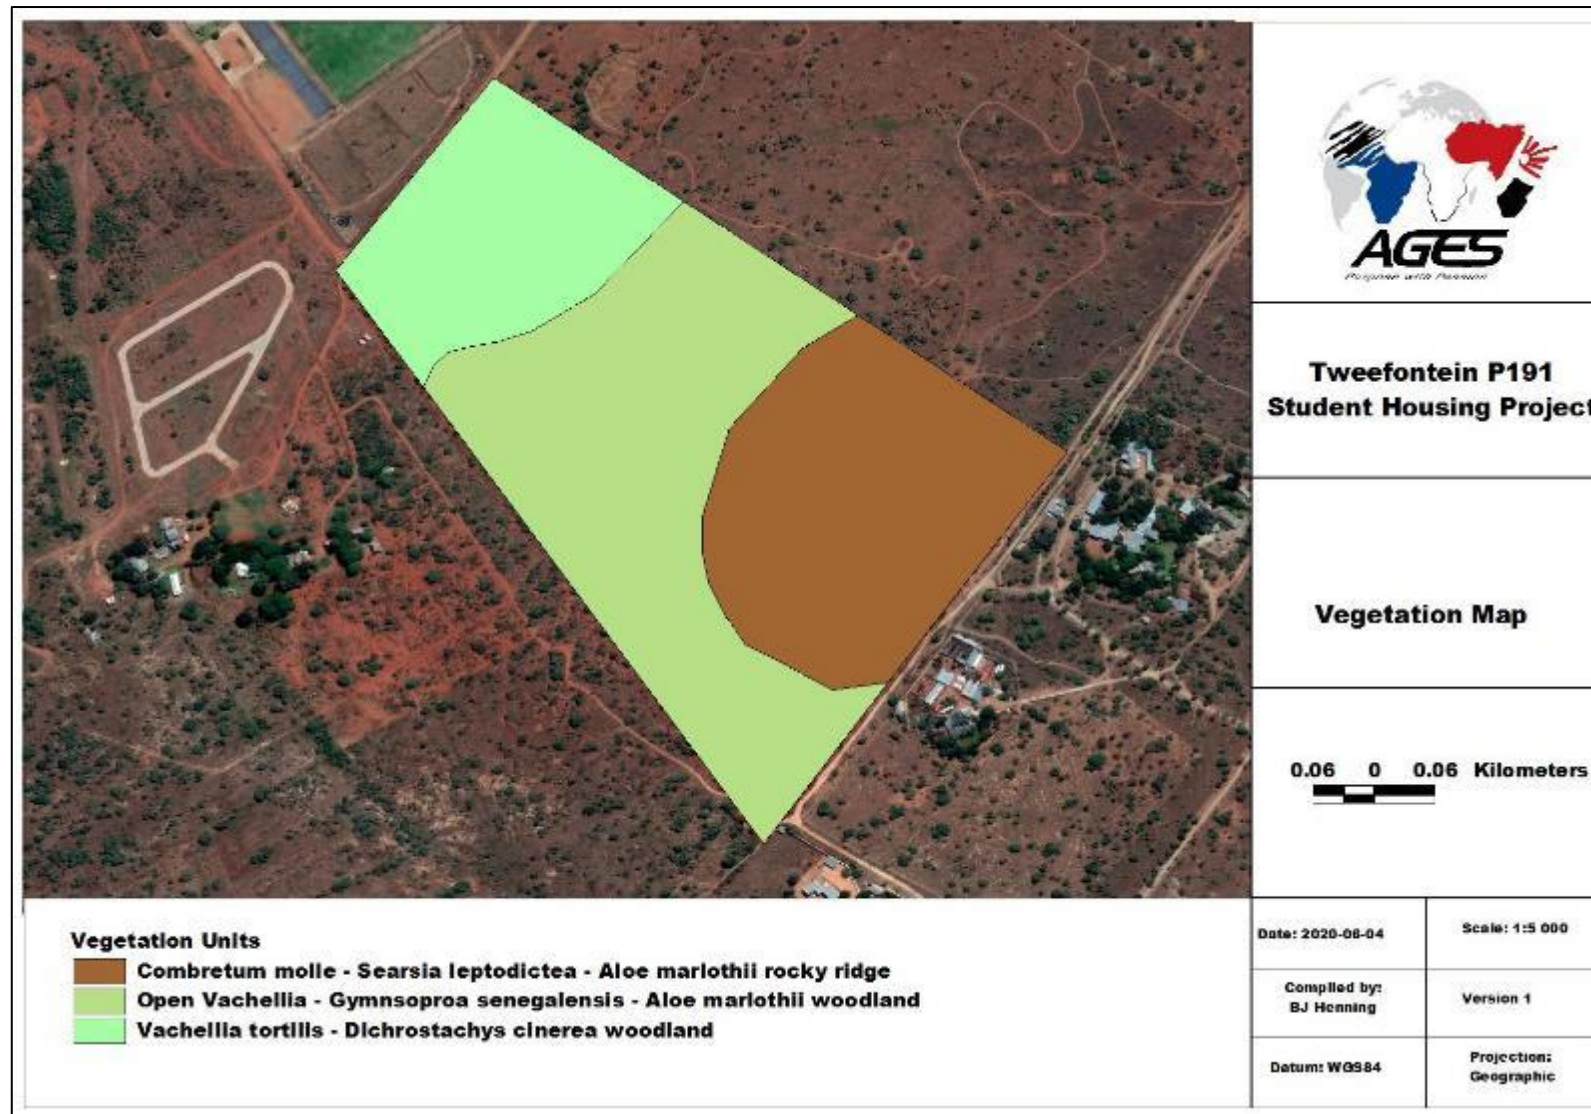 AGES
Purpose with Passion
Tweefontein P191
Student Housing Project
Vegetation Map
0.06 0 0.06 Kilometers
Vegetation Units
Combretum molle - Searsia leptodictea - Aloe marlothii rocky ridge
Open Vachellia - Gymnsoproa senegalensis - Aloe marlothii woodland
Vachellia tortilis - Dichrostachys cinerea woodland
Date: 2020-06-04
Scale: 1:5 000
Compiled by:
BJ Henning
Version 1
Datum: WGS84
Projection:
Geographic